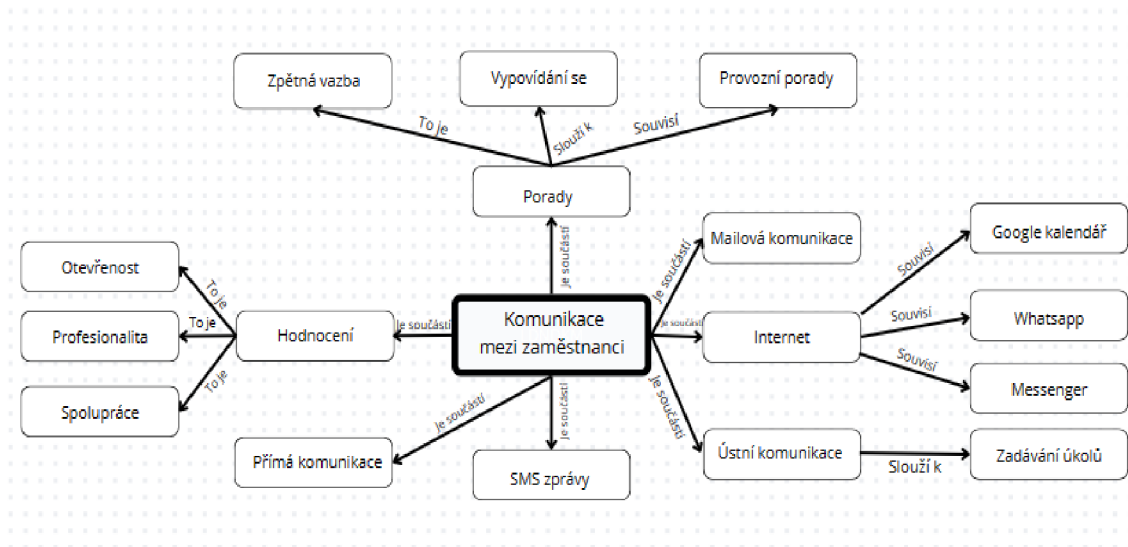 Zpětná vazba
Vypovídání se
Provozní porady
To je
Slouží k
Souvisí
Porady
Je součástí
Mailová komunikace
Google kalendář
Je součástí
Souvisí
Otevřenost
To je
Komunikace
mezi zaměstnanci
Hodnocení
Je součástí
Je součástí
Internet
Souvisí
Whatsapp
Profesionalita
To je
Souvisí
Messenger
Spolupráce
To je
Je součástí
Je součástí
Je součástí
Přímá komunikace
SMS zprávy
Ústní komunikace
Slouží k
Zadávání úkolů